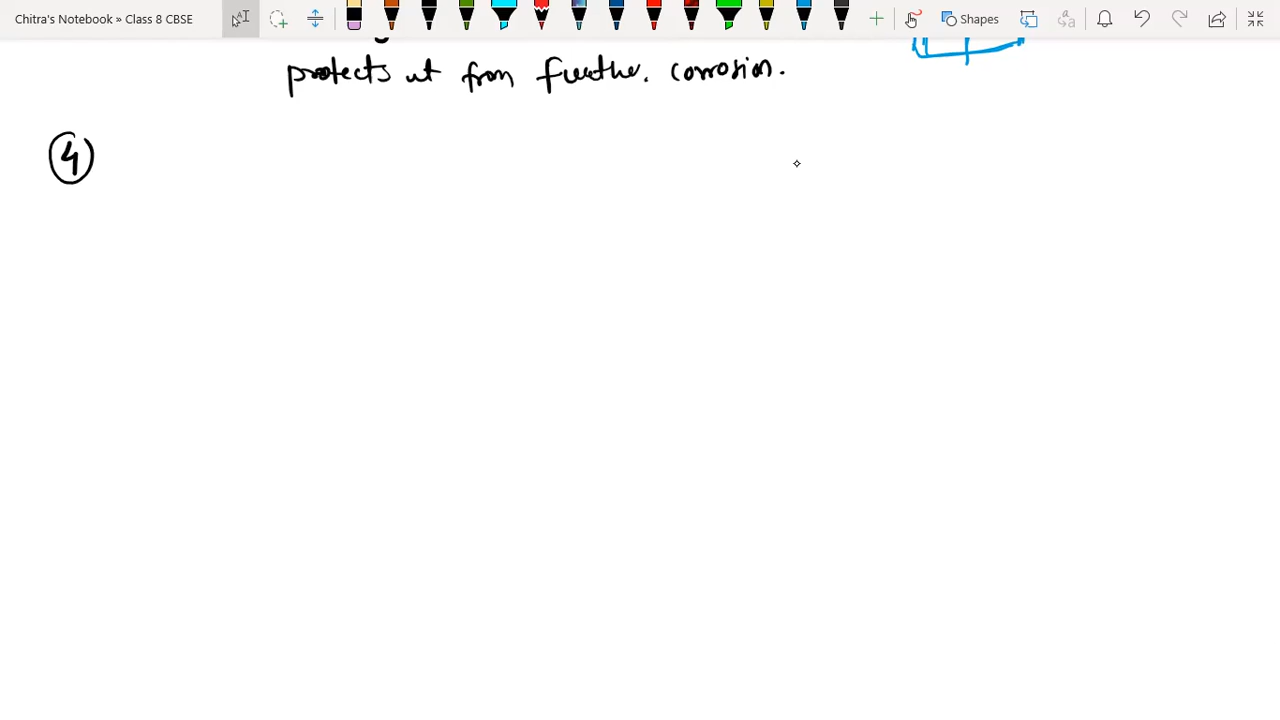 Chitra's Notebook » Class 8 CBSE
Shapes
protects it from further. corrosion.
4